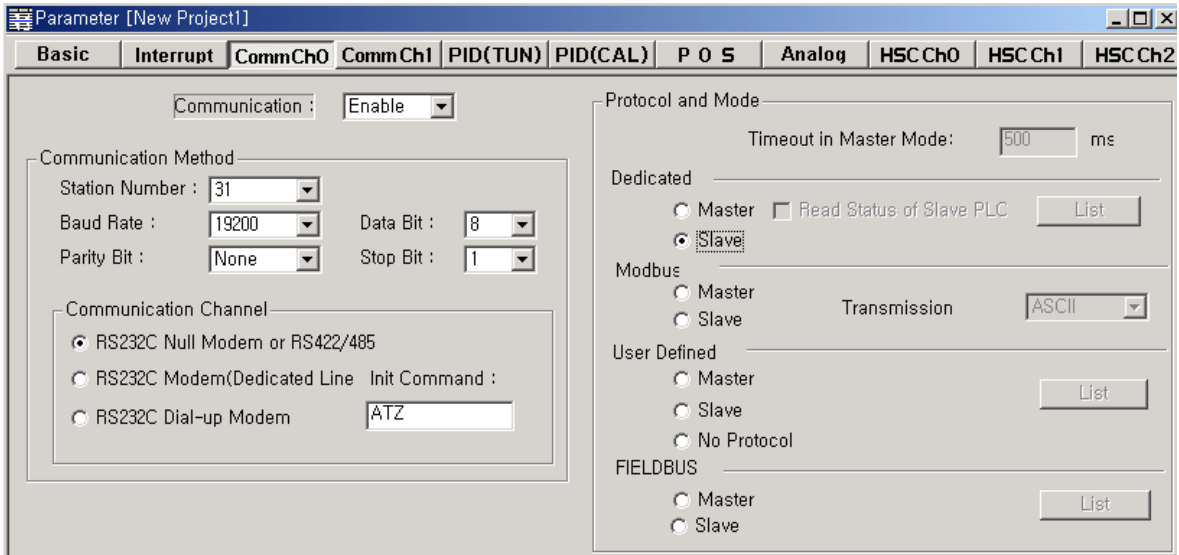 Parameter [New Project1]
Basic Interrupt CommCh0 CommCh1 PID(TUN) PID(CAL) P O S Analog HSCCh0 HSCCh1 HSCCh2
Communication : Enable
Communication Method
Station Number : 31
Baud Rate : 19200 Data Bit : 8
Parity Bit : None Stop Bit : 1
Communication Channel
RS232C Null Modem or RS422/485
RS232C Modem(Dedicated Line Init Command :
RS232C Dial-up Modem ATZ
Protocol and Mode
Timeout in Master Mode: 500 ms
Dedicated
Master Read Status of Slave PLC List
Slave
Modbus
Master
Transmission ASCII
Slave
User Defined
Master
List
Slave
No Protocol
FIELDBUS
Master
List
Slave